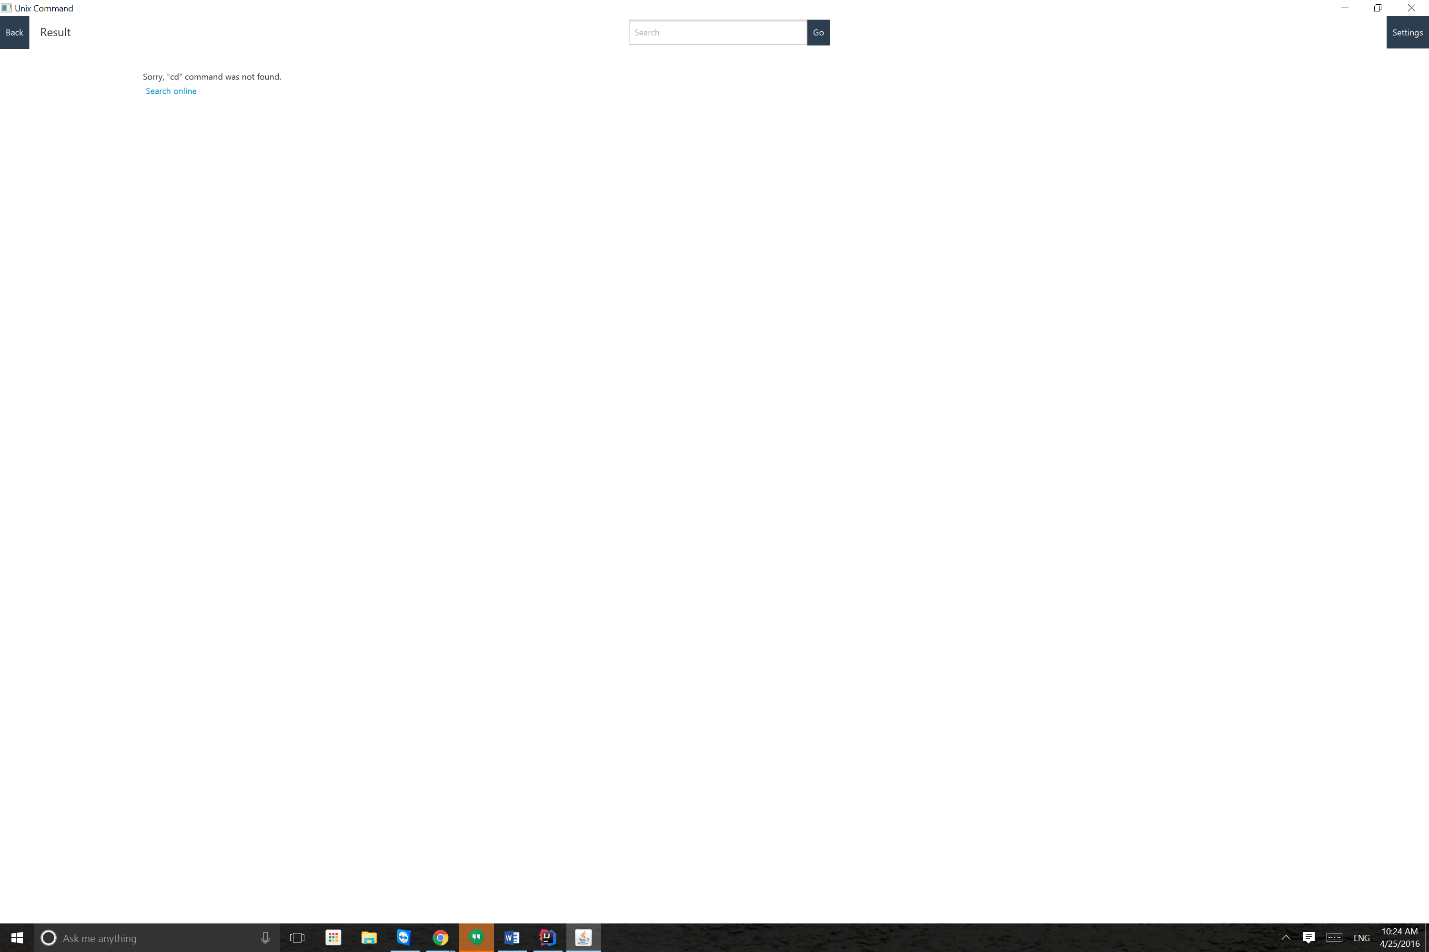 Unix Command
Back
Result
Search
Go
Settings
Sorry, "cd" command was not found.
Search online
Ask me anything
ENG
10:24 AM
4/25/2016